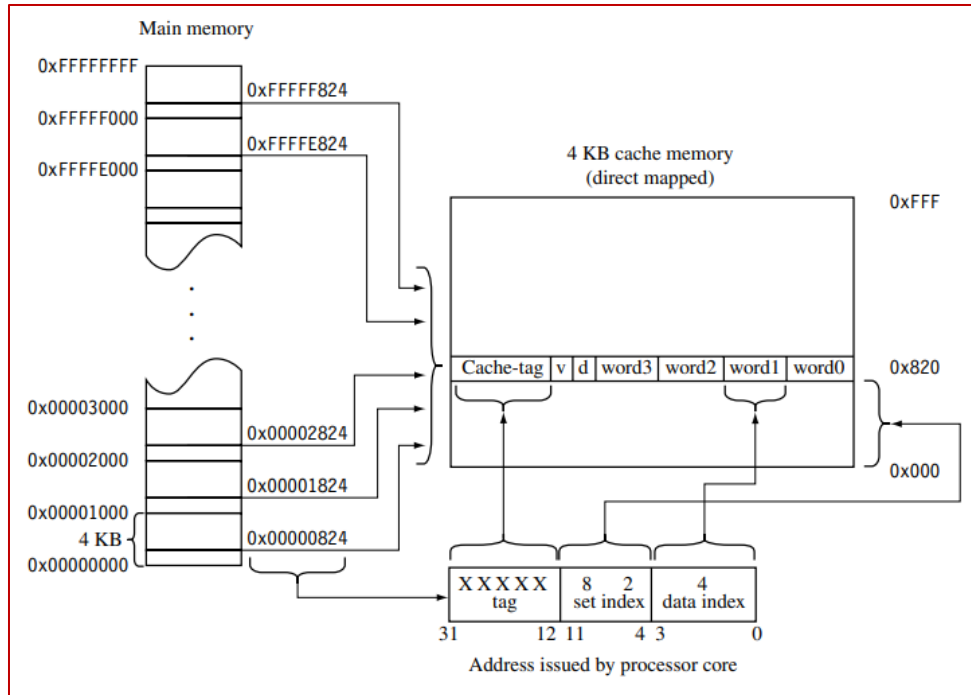 Main memory
0xFFFFFFFF
0xFFFFF824
0xFFFFF000
0xFFFFE824
0xFFFFE000
4 KB cache memory
(direct mapped)
0xFFF
Cache-tag v d word3 word2 word1 word0
0x820
0x00003000
0x00002824
0x00002000
0x00001824
0x00001000
4 KB
0x00000824
0x00000000
0x000
X X X X X 8 2 4
tag set index data index
31 12 11 4 3 0
Address issued by processor core